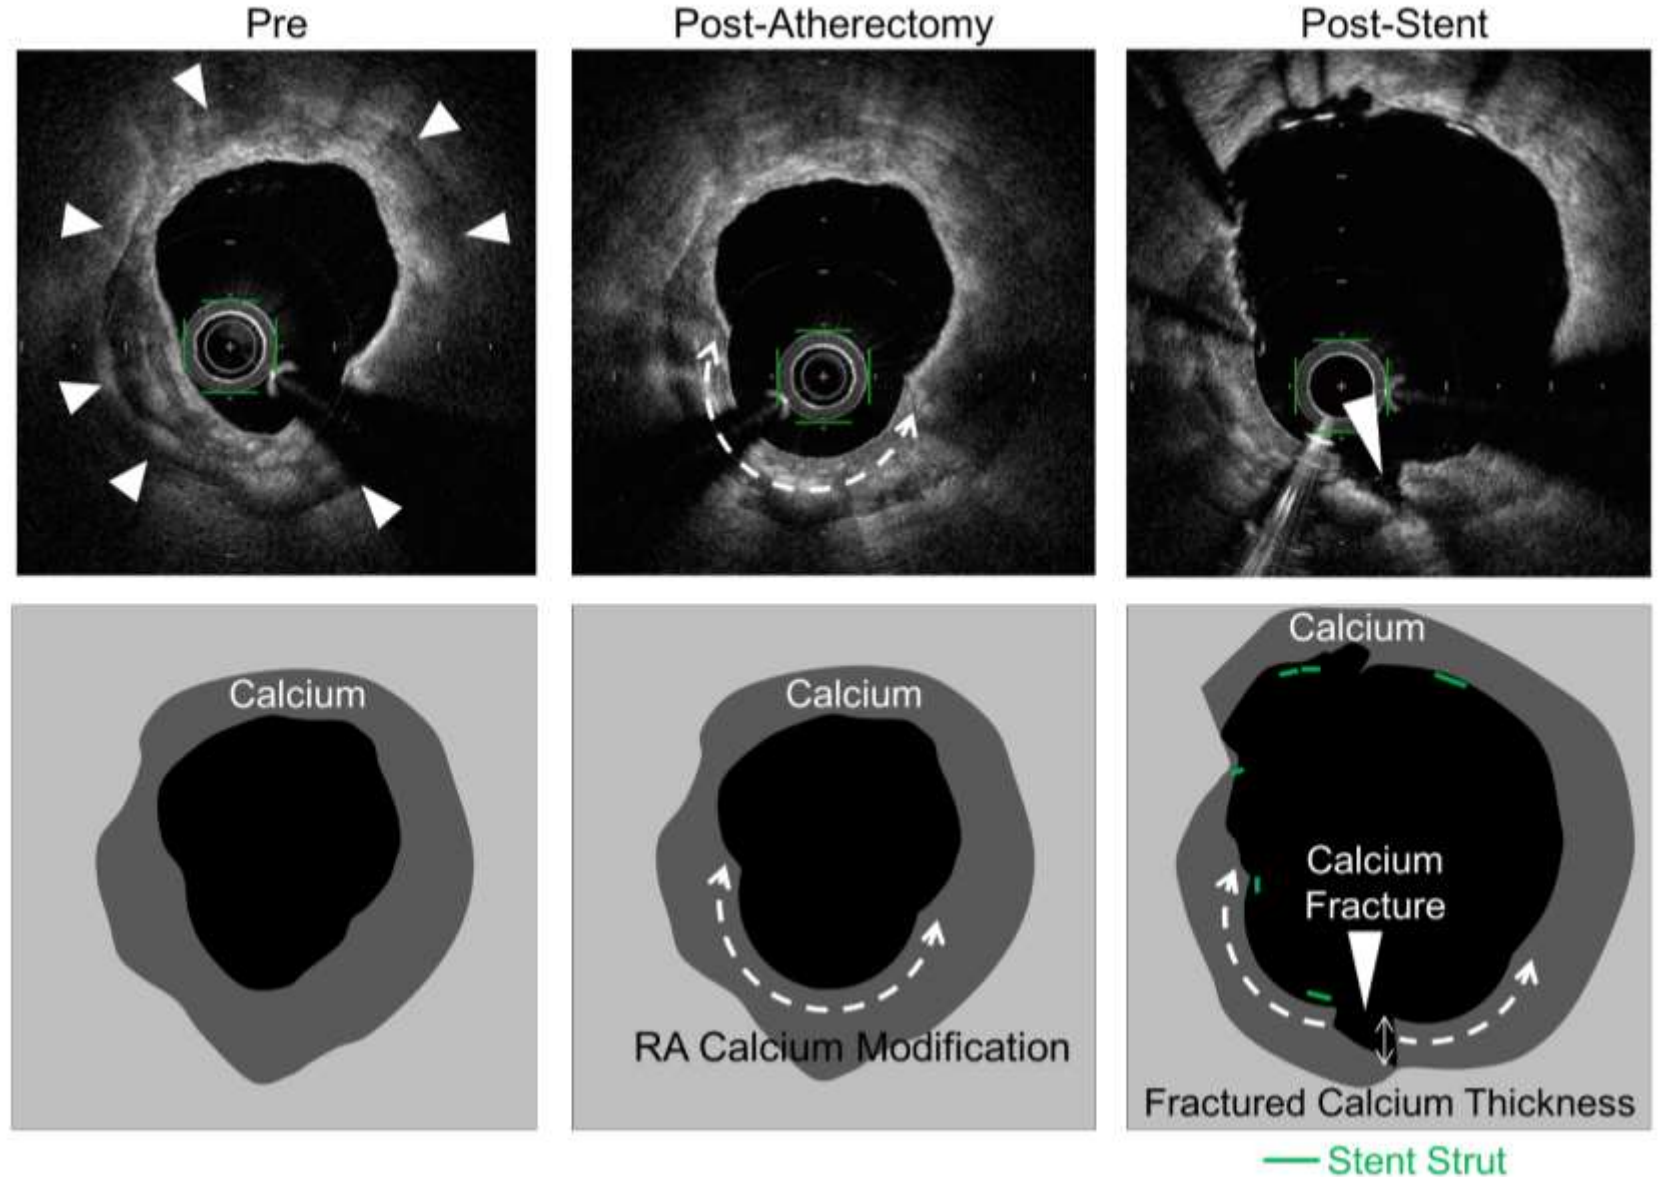 Pre
Post-Atherectomy
Post-Stent
Calcium
Calcium
RA Calcium Modification
Calcium
Calcium
Fracture
Fractured Calcium Thickness
Stent Strut